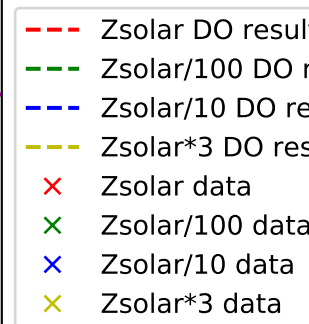 Zsolar DO
Zsolar/100 DO
Zsolar/10 DO
Zsolar*3 DO
Zsolar data
Zsolar/100 data
Zsolar/10 data
Zsolar*3 data